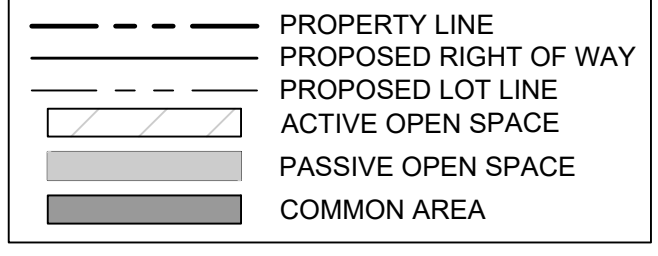 PROPERTY LINE
PROPOSED RIGHT OF WAY
PROPOSED LOT LINE
ACTIVE OPEN SPACE
PASSIVE OPEN SPACE
COMMON AREA